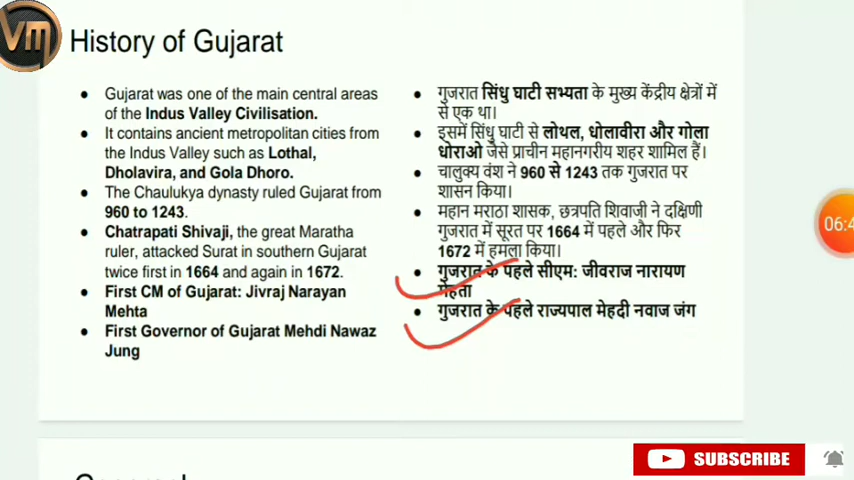 VM
History of Gujarat
Gujarat was one of the main central areas
of the Indus Valley Civilisation.
It contains ancient metropolitan cities from
the Indus Valley such as Lothal,
Dholavira, and Gola Dhoro.
The Chaulukya dynasty ruled Gujarat from
960 to 1243.
Chatrapati Shivaji, the great Maratha
ruler, attacked Surat in southern Gujarat
twice first in 1664 and again in 1672.
First CM of Gujarat: Jivraj Narayan
Mehta
First Governor of Gujarat Mehdi Nawaz
Jung
गुजरात सिंधु घाटी सभ्यता के मुख्य केंद्रीय क्षेत्रों में
से एक था।
इसमें सिंधु घाटी से लोथल, धोलावीरा और गोला
धोराओ जैसे प्राचीन महानगरीय शहर शामिल हैं।
चालुक्य वंश ने 960 से 1243 तक गुजरात पर
शासन किया।
महान मराठा शासक, छत्रपति शिवाजी ने दक्षिणी
गुजरात में सूरत पर 1664 में पहले और फिर
1672 में हमला किया।
गुजरात के पहले सीएम: जीवराज नारायण
मेहता
गुजरात के पहले राज्यपाल मेहदी नवाज जंग
06:4
SUBSCRIBE